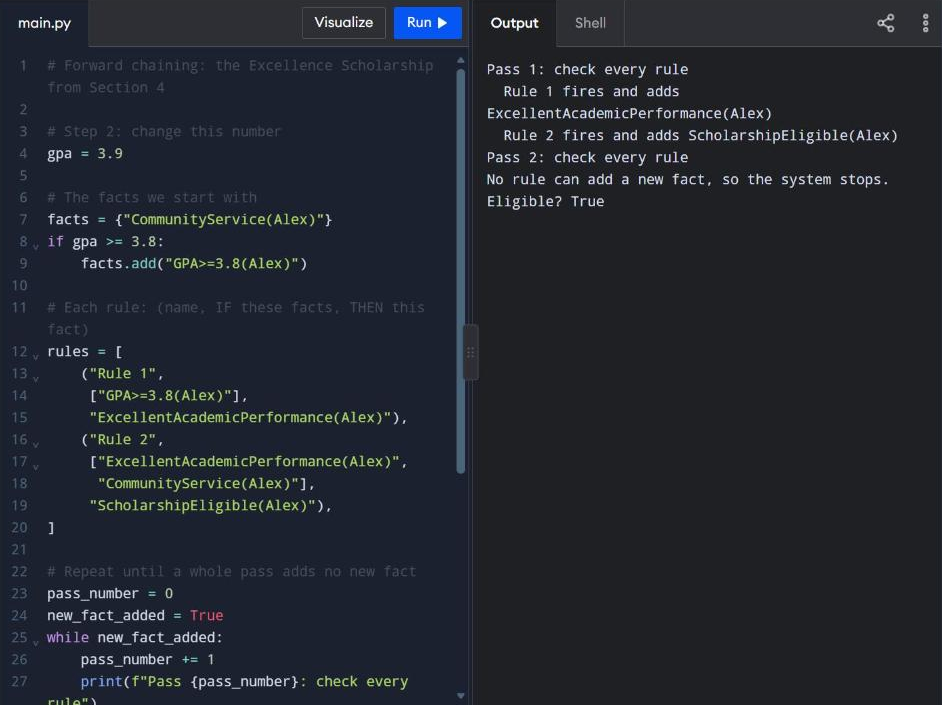 main.py
Visualize
Run
1 # Forward chaining: the Excellence Scholarship
from Section 4
2
3 # Step 2: change this number
4 gpa = 3.9
5
6 # The facts we start with
7 facts = {"CommunityService(Alex)"}
8 if gpa >= 3.8:
9 facts.add("GPA>=3.8(Alex)")
10
11 # Each rule: (name, IF these facts, THEN this
fact)
12 rules = [
13 ("Rule 1",
14 ["GPA>=3.8(Alex)"],
15 "ExcellentAcademicPerformance(Alex)"),
16 ("Rule 2",
17 ["ExcellentAcademicPerformance(Alex)",
18 "CommunityService(Alex)"],
19 "ScholarshipEligible(Alex)"),
20 ]
21
22 # Repeat until a whole pass adds no new fact
23 pass_number = 0
24 new_fact_added = True
25 while new_fact_added:
26 pass_number += 1
27 print(f"Pass {pass_number}: check every
rule")
Output
Shell
Pass 1: check every rule
Rule 1 fires and adds
ExcellentAcademicPerformance(Alex)
Rule 2 fires and adds ScholarshipEligible(Alex)
Pass 2: check every rule
No rule can add a new fact, so the system stops.
Eligible? True